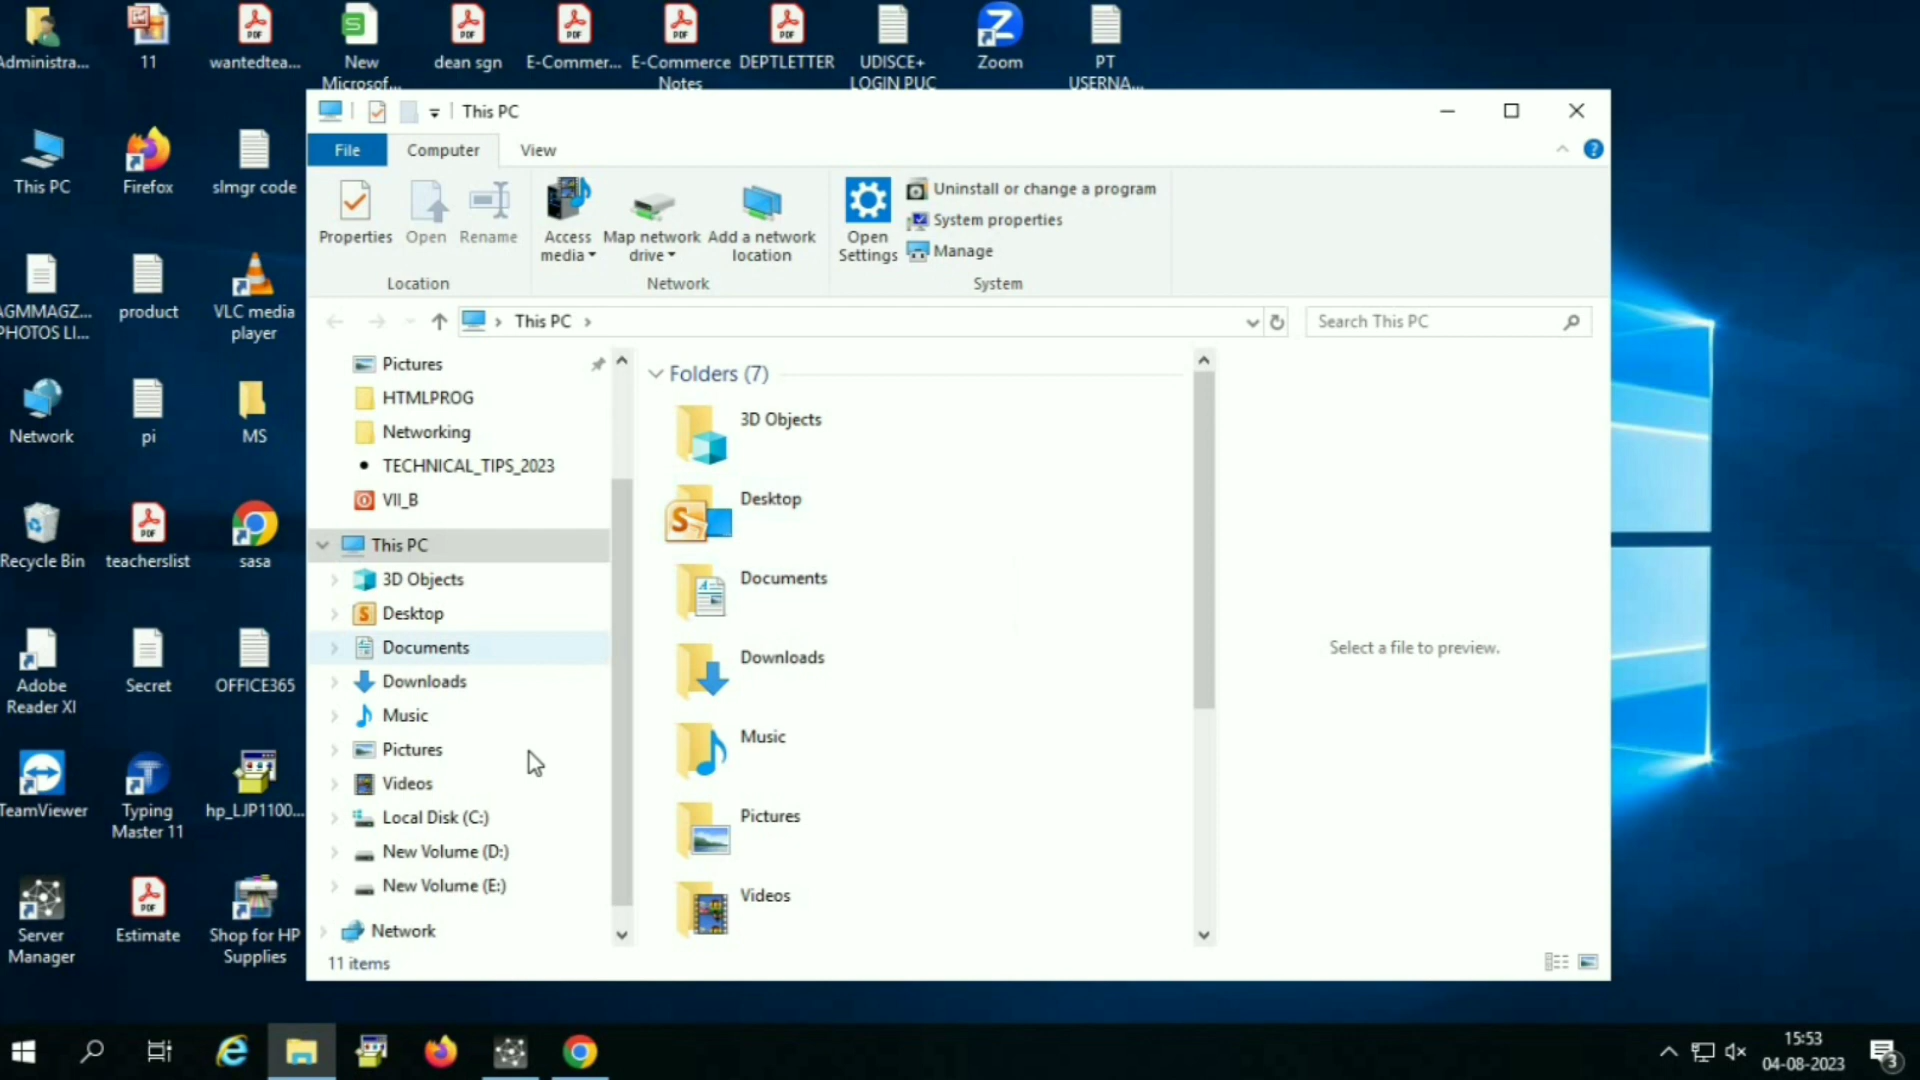 Administra...
11
wantedtea...
New
Microsof...
dean sgn
E-Commer...
E-Commerce
Notes
DEPTLETTER
UDISCE+
LOGIN PUC
Zoom
PT
USERNA...
This PC
Firefox
slmgr code
AGMMAGZ...
PHOTOS LI...
product
VLC media
player
Network
pi
MS
Recycle Bin
teacherslist
sasa
Adobe
Reader XI
Secret
OFFICE365
TeamViewer
Typing
Master 11
hp_LJP1100...
Server
Manager
Estimate
Shop for HP
Supplies
This PC
File
Computer
View
Properties
Open
Rename
Access
media
Map network
drive
Add a network
location
Open
Settings
Uninstall or change a program
System properties
Manage
Location
Network
System
This PC
Search This PC
Pictures
HTMLPROG
Networking
TECHNICAL_TIPS_2023
VII_B
This PC
3D Objects
Desktop
Documents
Downloads
Music
Pictures
Videos
Local Disk (C:)
New Volume (D:)
New Volume (E:)
Network
11 items
Folders (7)
3D Objects
Desktop
Documents
Downloads
Music
Pictures
Videos
Select a file to preview.
15:53
04-08-2023
3